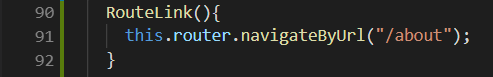 90 RouteLink(){
91 this.router.navigateByUrl("/about");
92 }